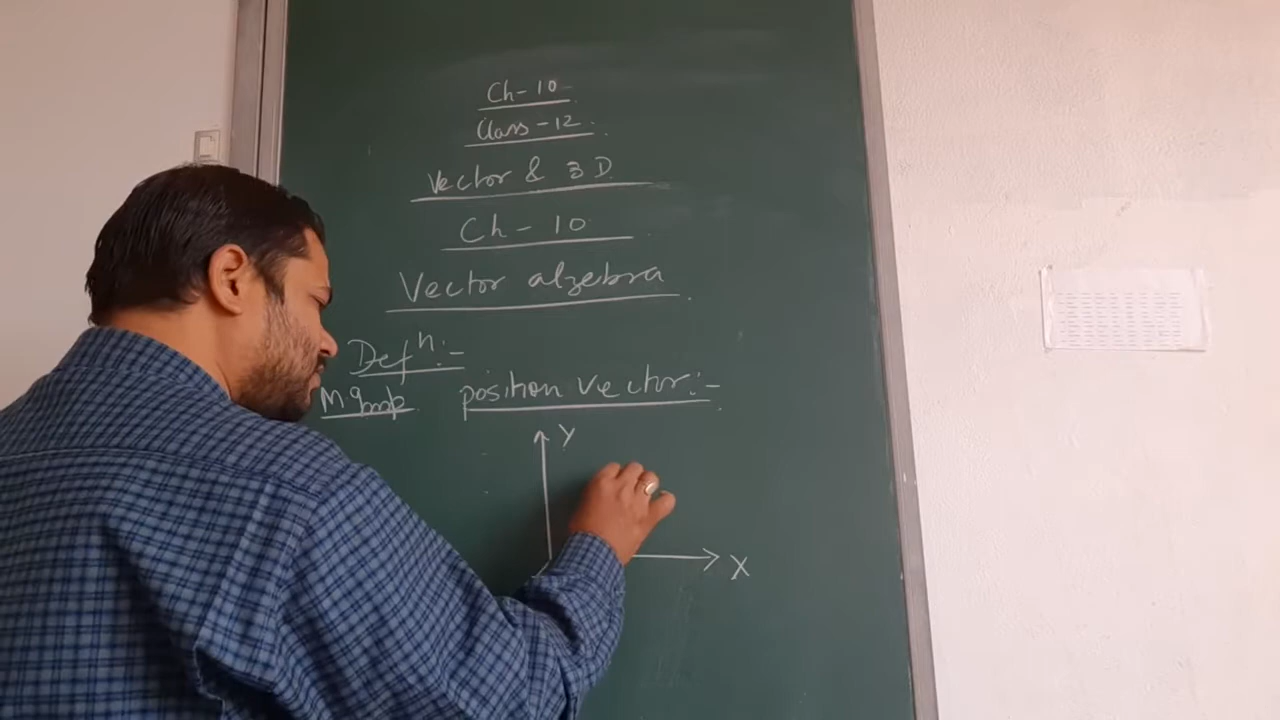 Ch-10
Class-12
Vector & 3D
Ch-10
Vector algebra
Defⁿ:-
position vector:-
Y
X